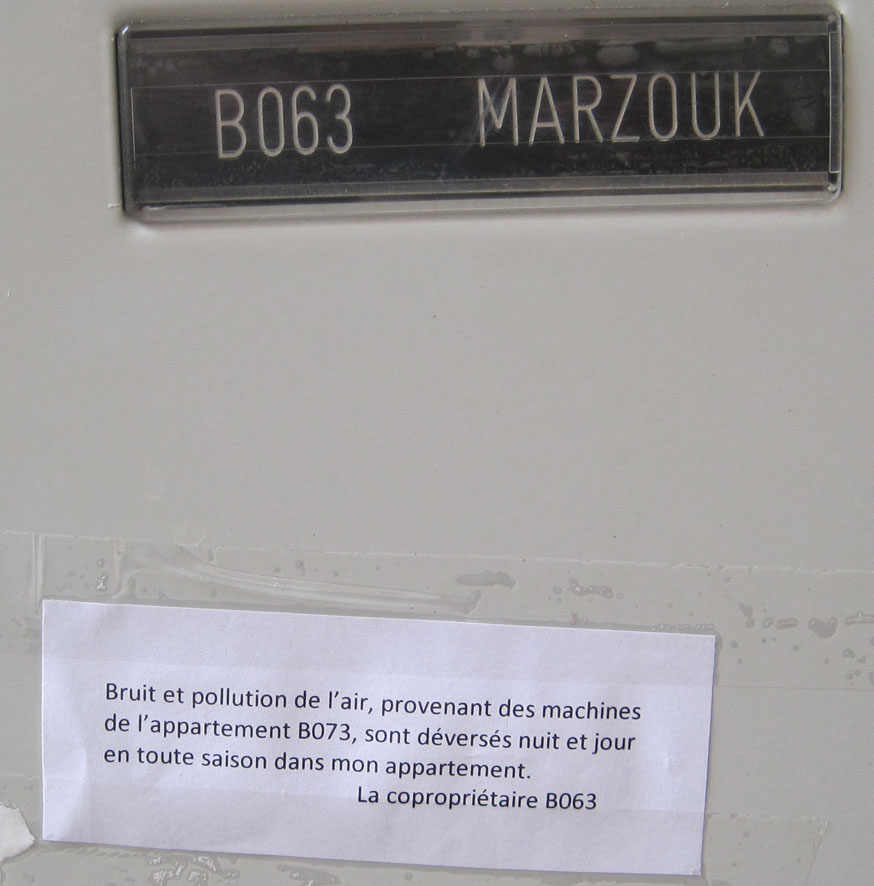 B063 MARZOUK
Bruit et pollution de l'air, provenant des machines
de l'appartement B073, sont déversés nuit et jour
en toute saison dans mon appartement.
La copropriétaire B063